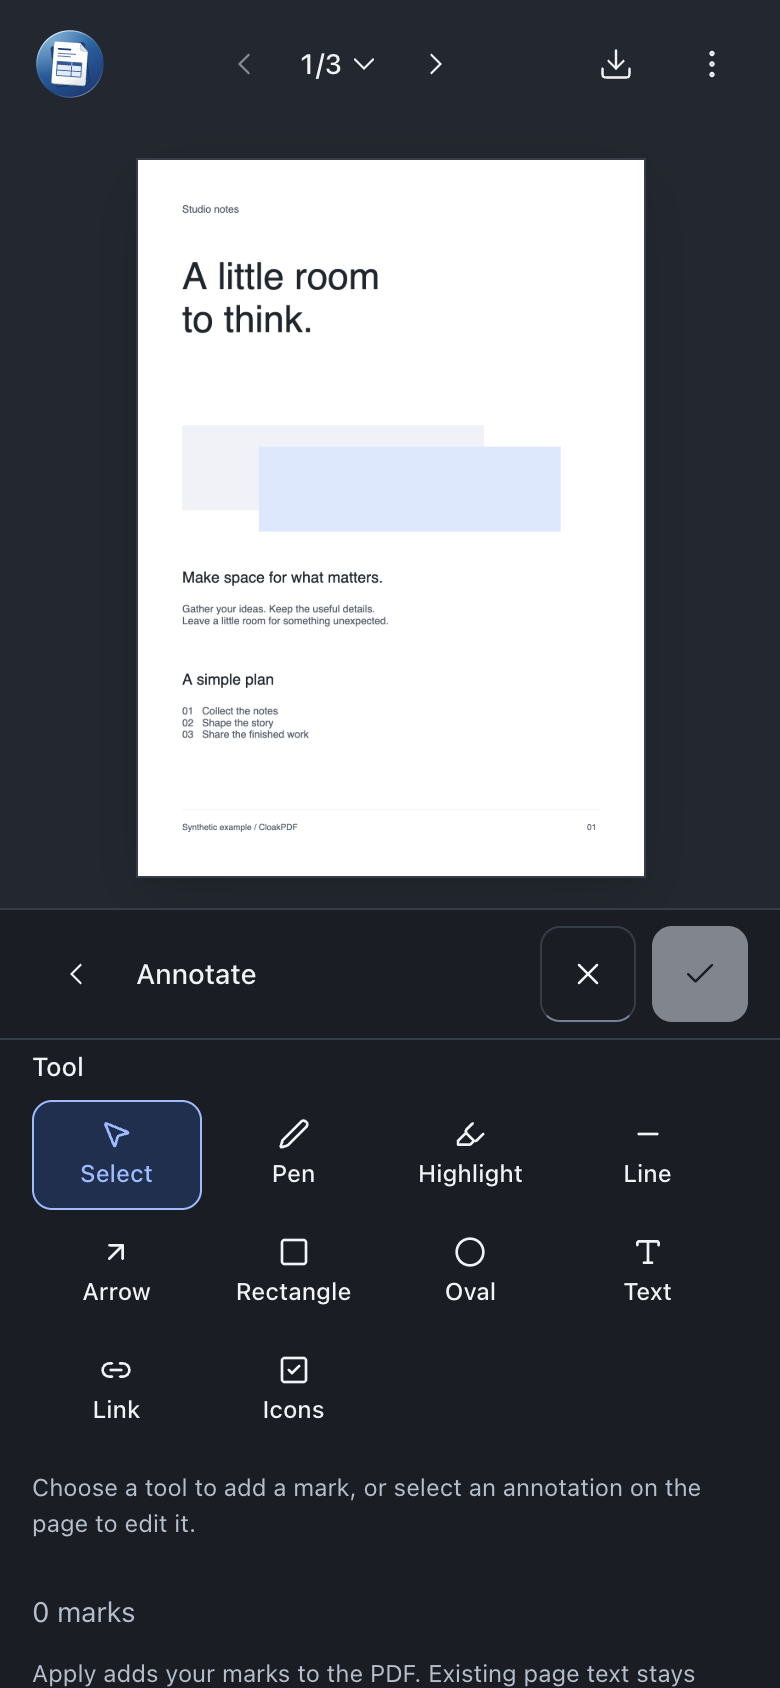 1/3
Studio notes
A little room
to think.
Make space for what matters.
Gather your ideas. Keep the useful details.
Leave a little room for something unexpected.
A simple plan
01 Collect the notes
02 Shape the story
03 Share the finished work
Synthetic example / CloakPDF 01
Annotate
Tool
Select Pen Highlight Line
Arrow Rectangle Oval Text
Link Icons
Choose a tool to add a mark, or select an annotation on the
page to edit it.
0 marks
Apply adds your marks to the PDF. Existing page text stays